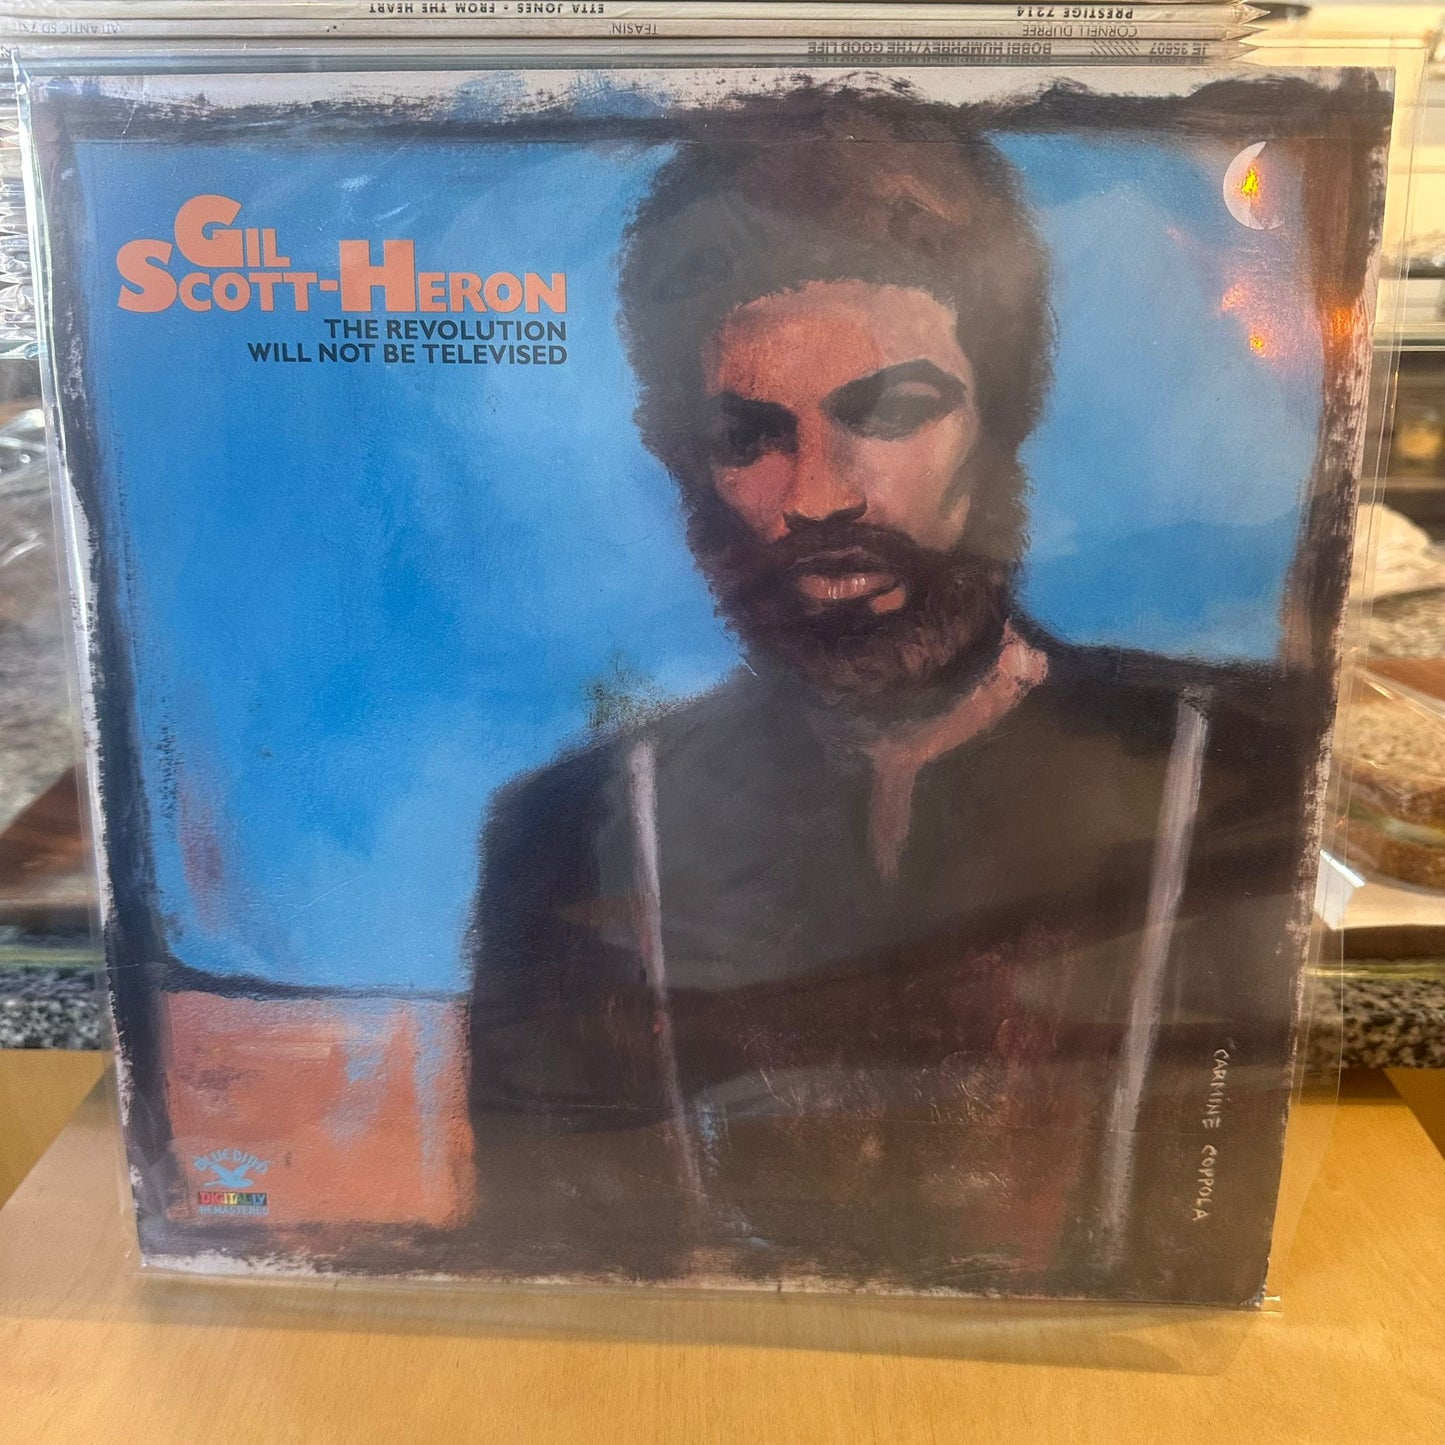 ETTA JONES • FROM THE HEART
PRESTIGE 7214
TEASIN'
CORNELL DUPREE
BOBBI HUMPHREY/THE GOOD LIFE
JE 35607
GIL
SCOTT-HERON
THE REVOLUTION
WILL NOT BE TELEVISED
CARMINE COPPOLA
BLUEBIRD
DIGITALLY
REMASTERED